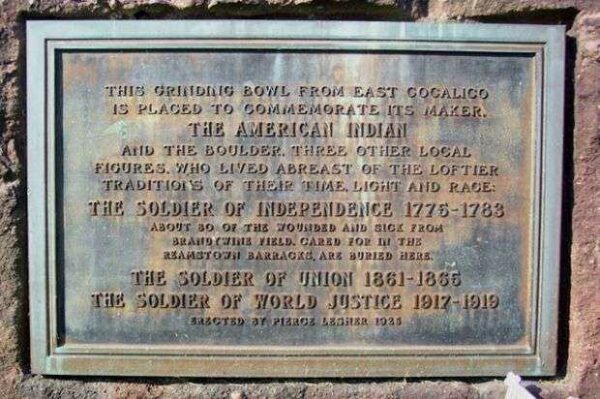 THIS GRINDING BOWL FROM EAST COCALICO
IS PLACED TO COMMEMORATE ITS MAKER,
THE AMERICAN INDIAN
AND THE BOULDER, THREE OTHER LOCAL
FIGURES, WHO LIVED ABREAST OF THE LOFTIER
TRADITIONS OF THEIR TIME, LIGHT AND RACE:
THE SOLDIER OF INDEPENDENCE 1775-1783
ABOUT 80 OF THE WOUNDED AND SICK FROM
BRANDYWINE FIELD, CARED FOR IN THE
REAMSTOWN BARRACKS, ARE BURIED HERE.
THE SOLDIER OF UNION 1861-1865
THE SOLDIER OF WORLD JUSTICE 1917-1919
ERECTED BY PIERCE LESHER 1925